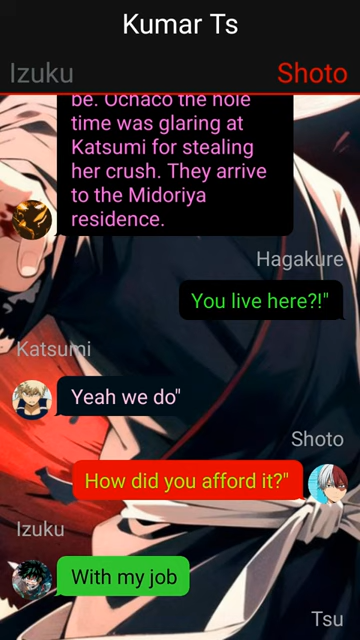 Kumar Ts
Izuku
Shoto
be. Ochaco the hole
time was glaring at
Katsumi for stealing
her crush. They arrive
to the Midoriya
residence.
Hagakure
You live here?!"
Katsumi
Yeah we do"
Shoto
How did you afford it?"
Izuku
With my job
Tsu